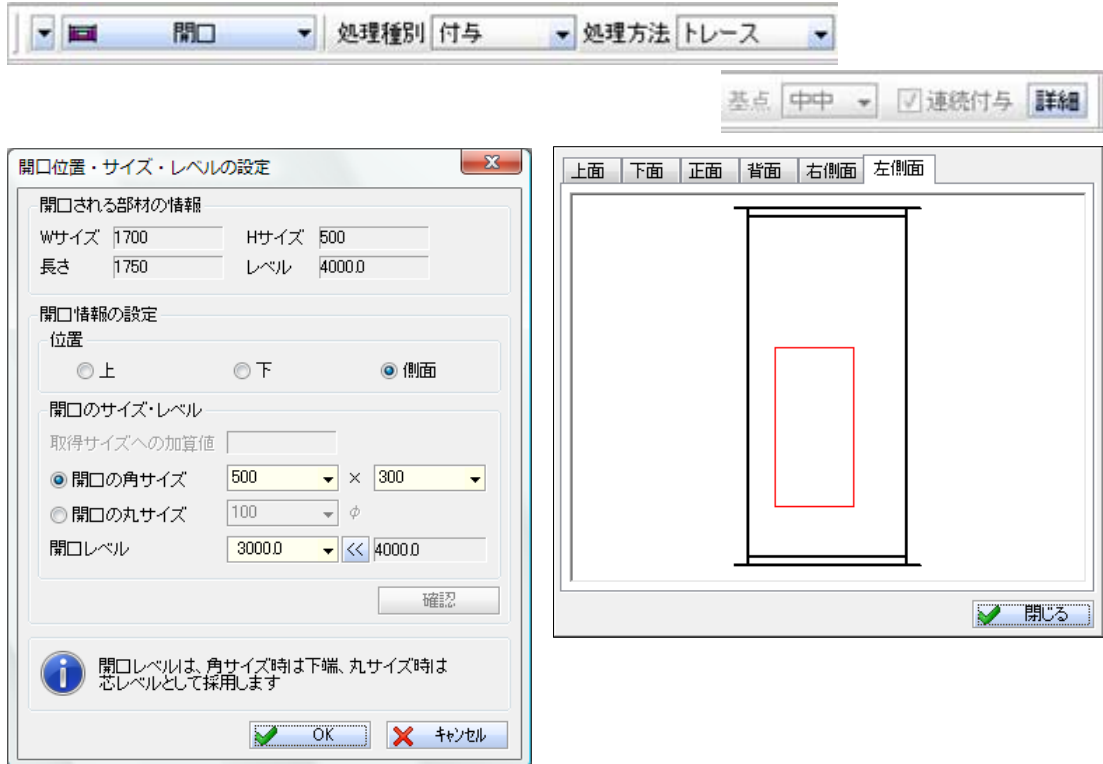 開口 処理種別 付与 処理方法 トレース
基点 中中 連続付与 詳細
開口位置・サイズ・レベルの設定
開口される部材の情報
Wサイズ 1700 Hサイズ 500
長さ 1750 レベル 4000.0
開口情報の設定
位置
上 下 側面
開口のサイズ・レベル
取得サイズへの加算値
開口の角サイズ 500 × 300
開口の丸サイズ 100 φ
開口レベル 3000.0 << 4000.0
確認
開口レベルは、角サイズ時は下端、丸サイズ時は
芯レベルとして採用します
OK キャンセル
上面 下面 正面 背面 右側面 左側面
閉じる